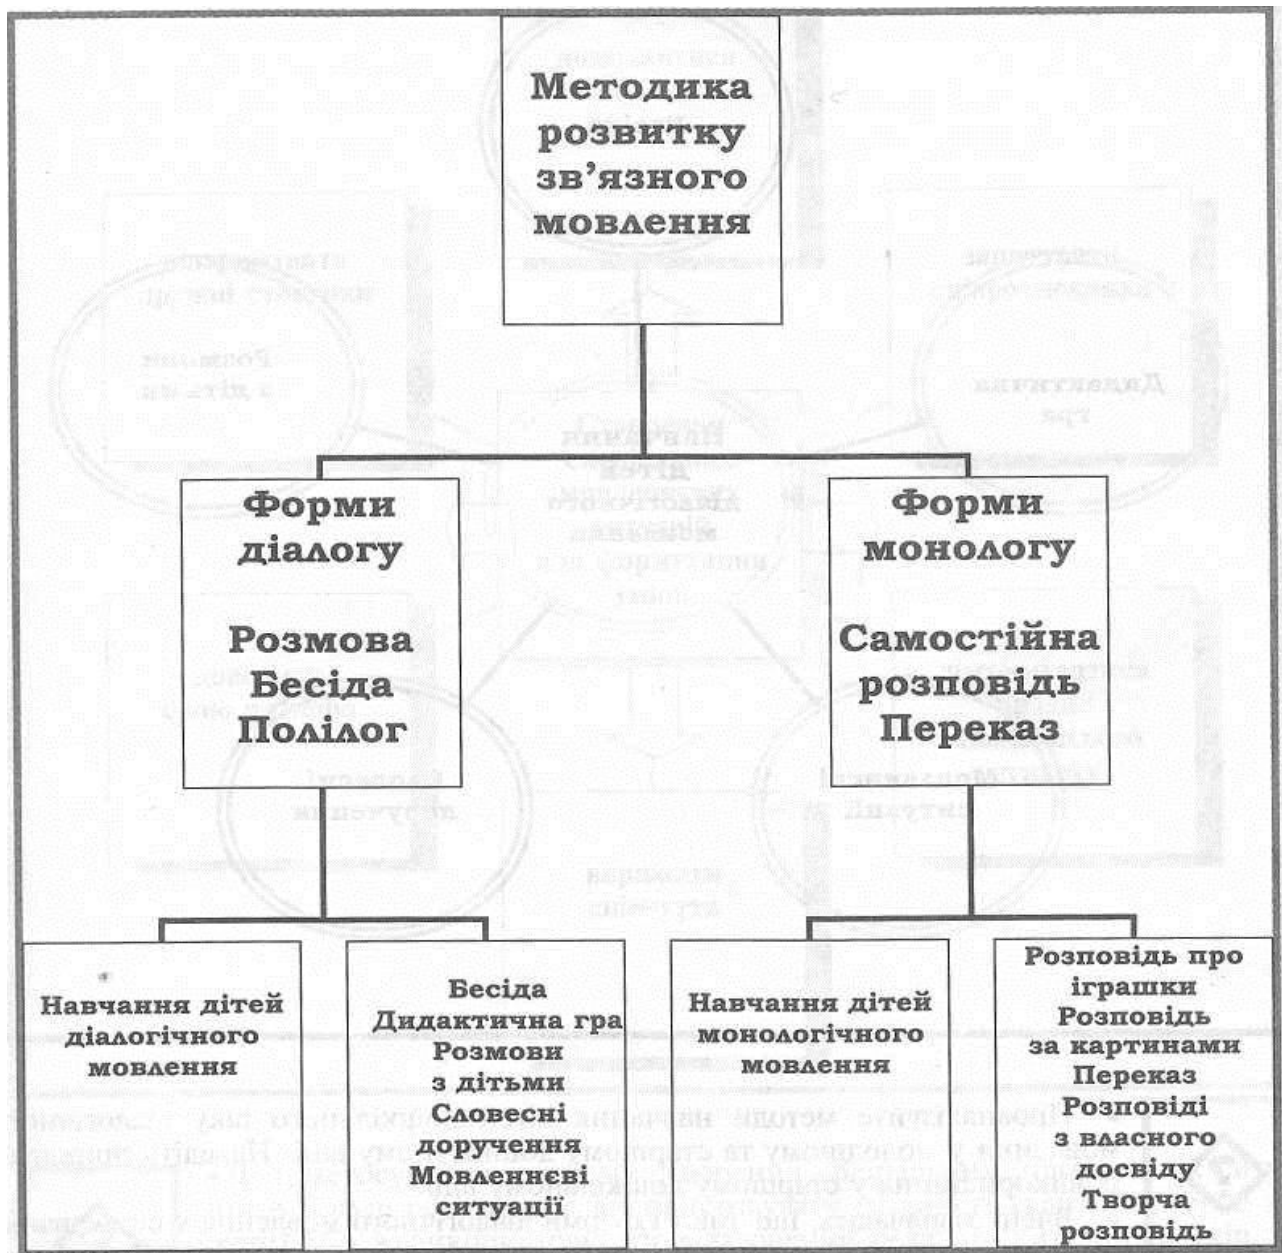 Методика
розвитку
зв’язного
мовлення
Форми
діалогу
Розмова
Бесіда
Полілог
Форми
монологу
Самостійна
розповідь
Переказ
Навчання дітей
діалогічного
мовлення
Бесіда
Дидактична гра
Розмови
з дітьми
Словесні
доручення
Мовленнєві
ситуації
Навчання дітей
монологічного
мовлення
Розповідь про
іграшки
Розповідь
за картинами
Переказ
Розповіді
з власного
досвіду
Творча
розповідь